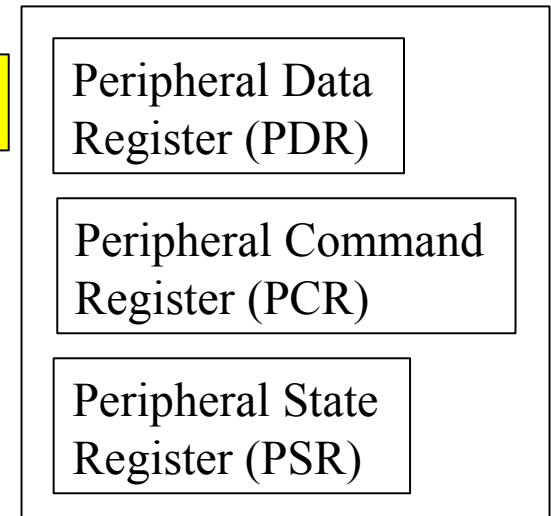 Peripheral Data
Register (PDR)
Peripheral Command
Register (PCR)
Peripheral State
Register (PSR)